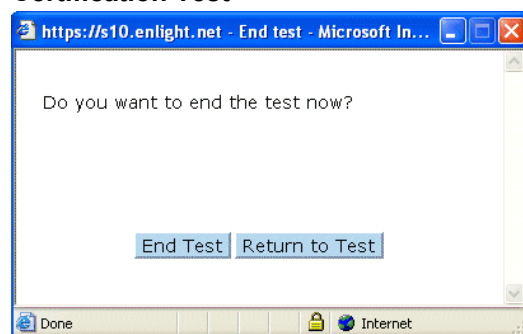 Certification Test
https://s10.enlight.net - End test - Microsoft In...
Do you want to end the test now?
End Test Return to Test
Done Internet